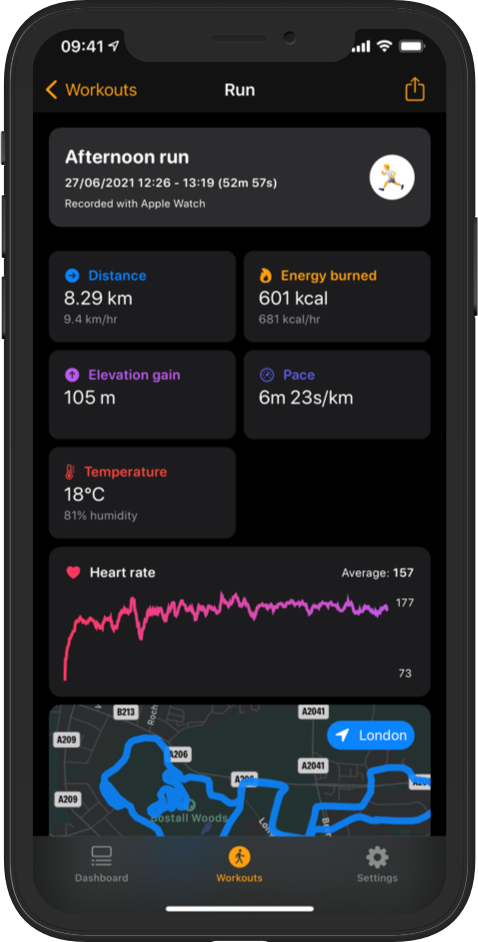 09:41
Workouts
Run
Afternoon run
27/06/2021 12:26 - 13:19 (52m 57s)
Recorded with Apple Watch
Distance
8.29 km
9.4 km/hr
Energy burned
601 kcal
681 kcal/hr
Elevation gain
105 m
Pace
6m 23s/km
Temperature
18°C
81% humidity
Heart rate
Average: 157
177
73
B213
A2041
A209
A206
London
A2041
A209
Bostall Woods
Dashboard
Workouts
Settings